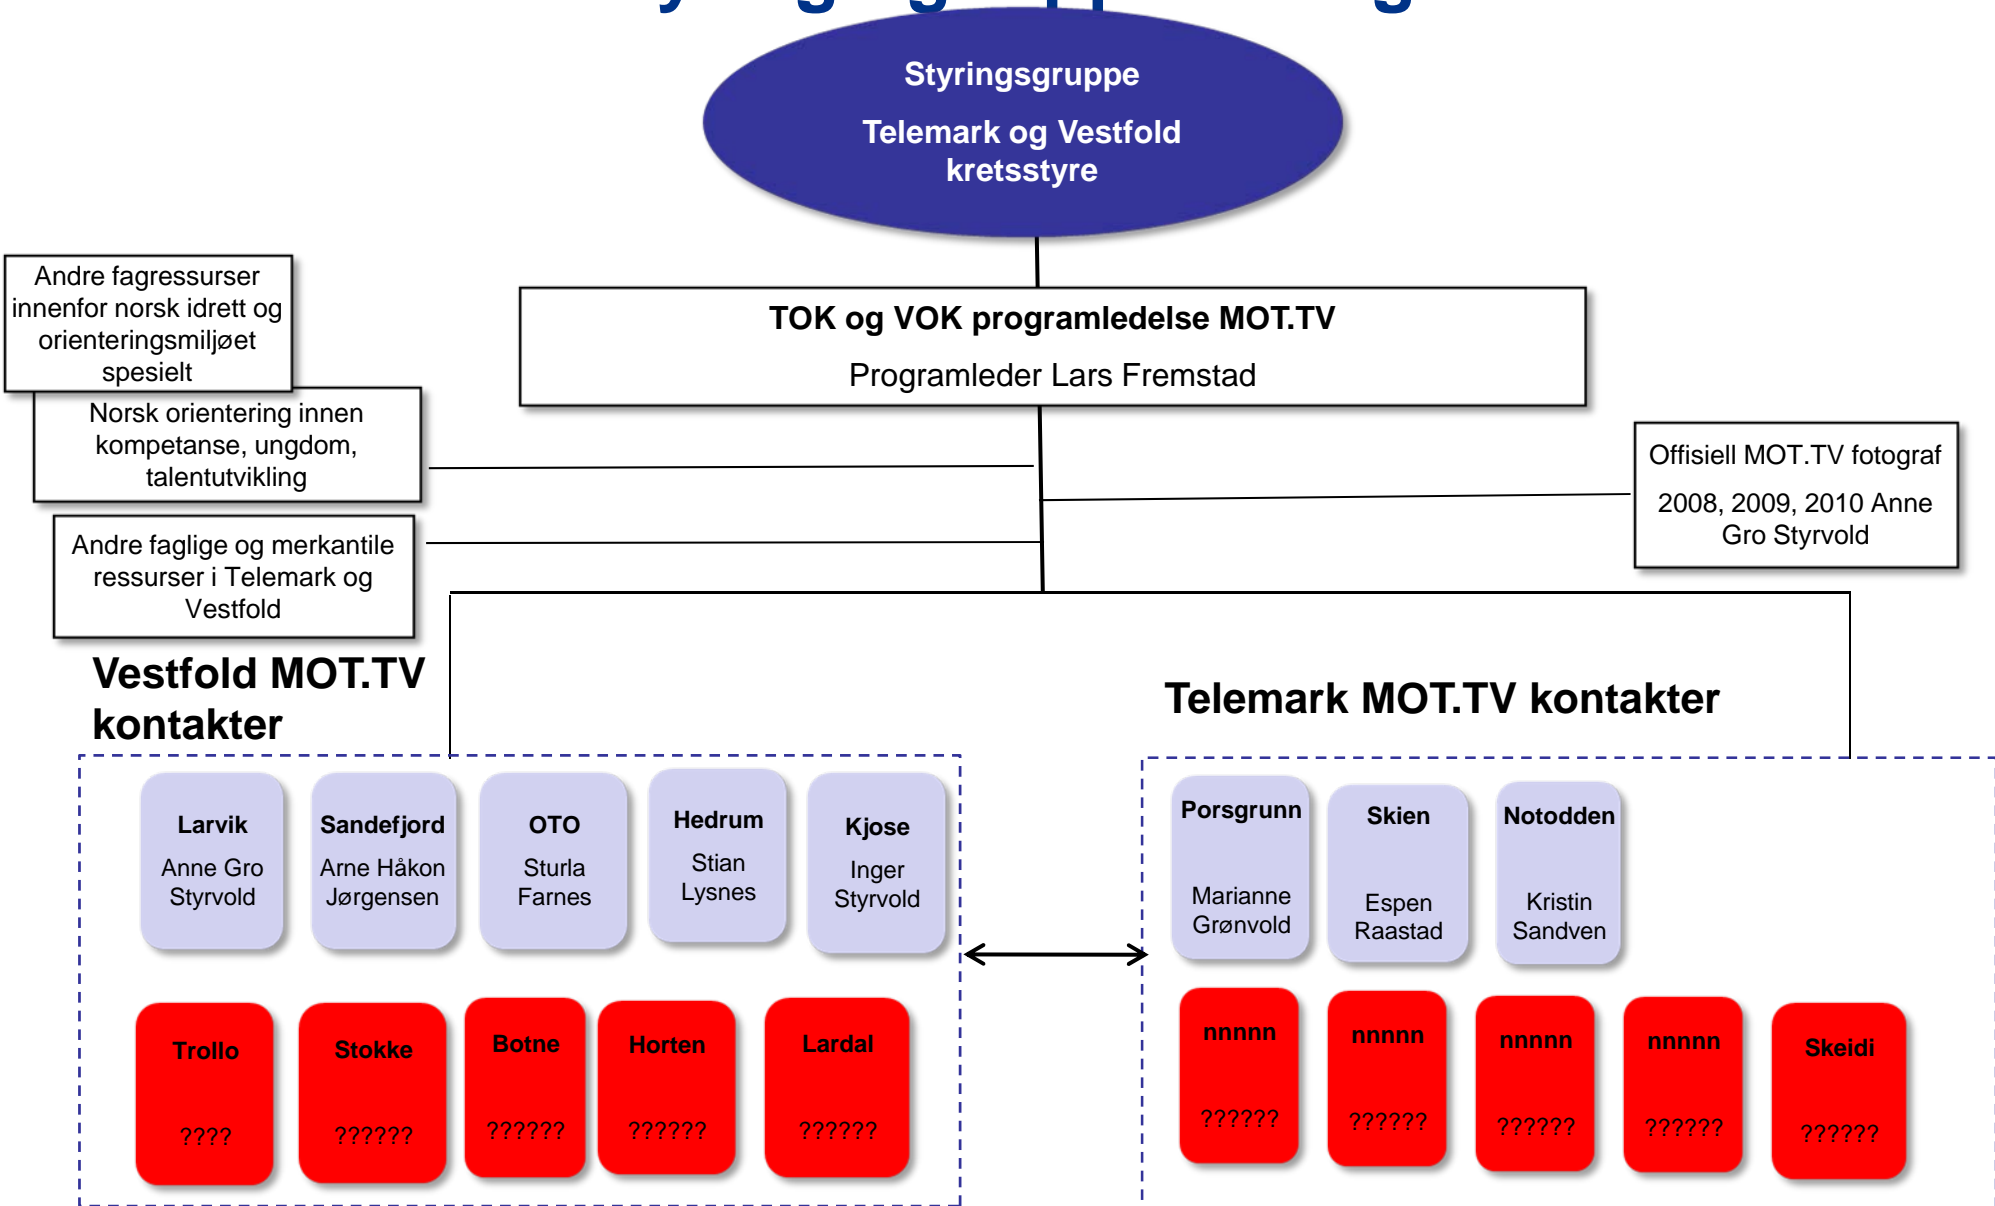 Styringsgruppe
Telemark og Vestfold
kretsstyre
Andre fagressurser
innenfor norsk idrett og
orienteringsmiljøet
spesielt
TOK og VOK programledelse MOT.TV
Programleder Lars Fremstad
Norsk orientering innen
kompetanse, ungdom,
talentutvikling
Offisiell MOT.TV fotograf
2008, 2009, 2010 Anne
Gro Styrvold
Andre faglige og merkantile
ressurser i Telemark og
Vestfold
Vestfold MOT.TV
kontakter
Telemark MOT.TV kontakter
Larvik
Anne Gro
Styrvold
Sandefjord
Arne Håkon
Jørgensen
OTO
Sturla
Farnes
Hedrum
Stian
Lysnes
Kjose
Inger
Styrvold
Porsgrunn
Marianne
Grønvold
Skien
Espen
Raastad
Notodden
Kristin
Sandven
Trollo
????
Stokke
??????
Botne
??????
Horten
??????
Lardal
??????
nnnnn
??????
nnnnn
??????
nnnnn
??????
nnnnn
??????
Skeidi
??????